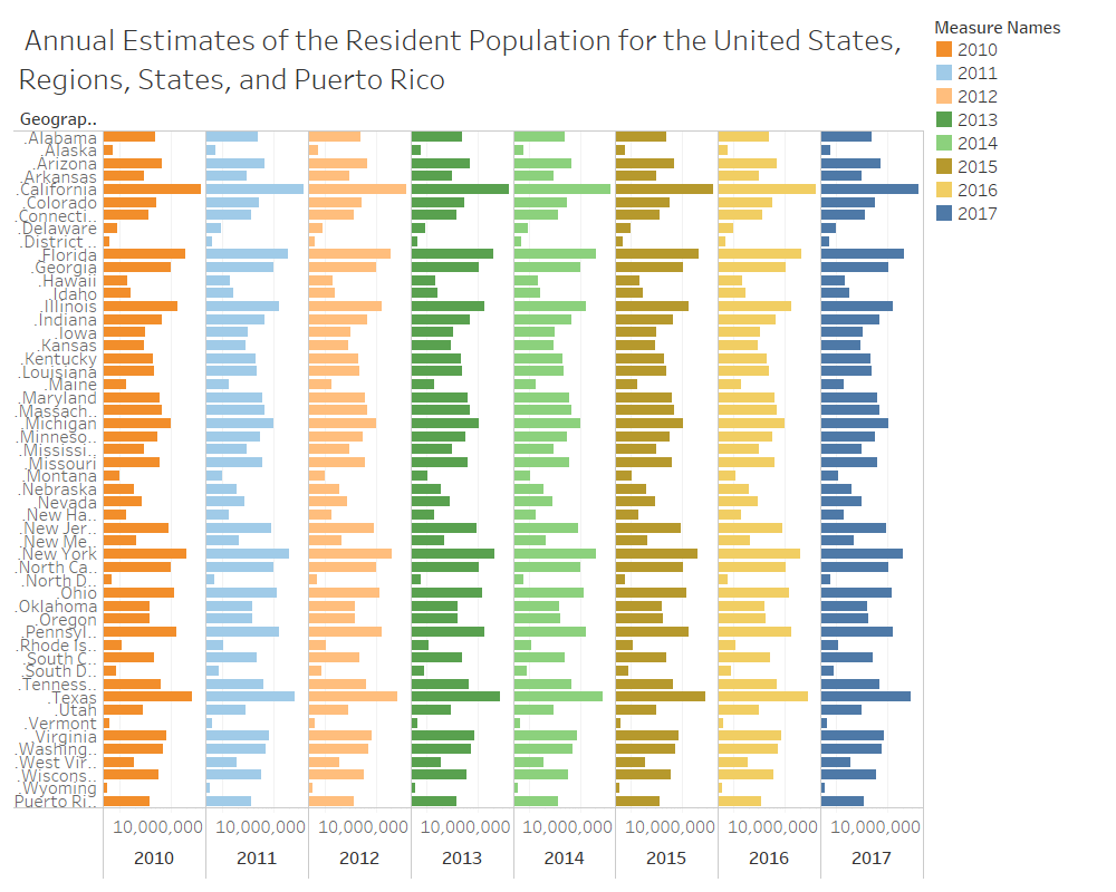 Annual Estimates of the Resident Population for the United States,
Regions, States, and Puerto Rico
Measure Names
2010
2011
2012
2013
2014
2015
2016
2017
Geograp..
.Alabama
.Alaska
.Arizona
.Arkansas
.California
.Colorado
.Connecti..
.Delaware
.District ..
.Florida
.Georgia
.Hawaii
.Idaho
.Illinois
.Indiana
.Iowa
.Kansas
.Kentucky
.Louisiana
.Maine
.Maryland
.Massach..
.Michigan
.Minneso..
.Mississi..
.Missouri
.Montana
.Nebraska
.Nevada
.New Ha..
.New Jer..
.New Me..
.New York
.North Ca..
.North D..
.Ohio
.Oklahoma
.Oregon
.Pennsyl..
.Rhode Is..
.South C..
.South D..
.Tenness..
.Texas
.Utah
.Vermont
.Virginia
.Washing..
.West Vir..
.Wiscons..
.Wyoming
Puerto Ri..
10,000,000 10,000,000 10,000,000 10,000,000 10,000,000 10,000,000 10,000,000 10,000,000
2010 2011 2012 2013 2014 2015 2016 2017